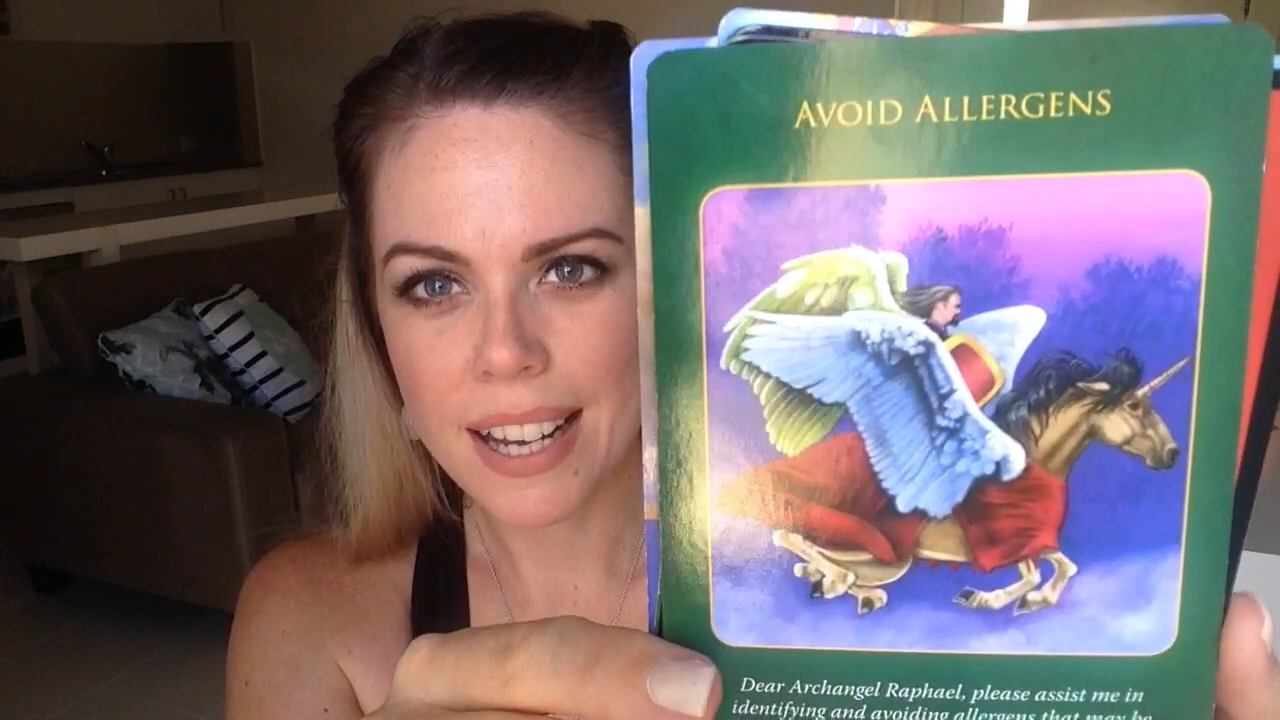 AVOID ALLERGENS
Dear Archangel Raphael, please assist me in
identifying and avoiding allergens that may be